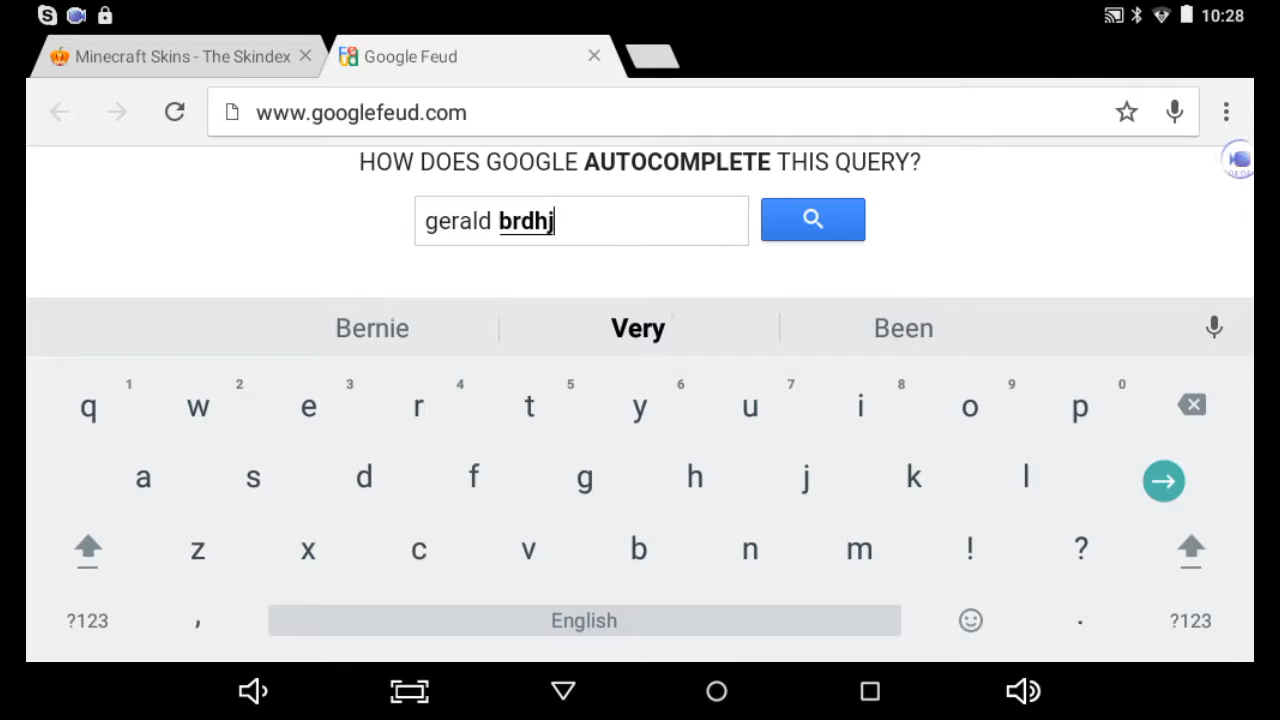 10:28
Minecraft Skins - The Skindex
Google Feud
www.googlefeud.com
HOW DOES GOOGLE AUTOCOMPLETE THIS QUERY?
gerald brdhj
Bernie Very Been
1 2 3 4 5 6 7 8 9 0
q w e r t y u i o p
a s d f g h j k l
z x c v b n m ! ?
?123 , English . ?123